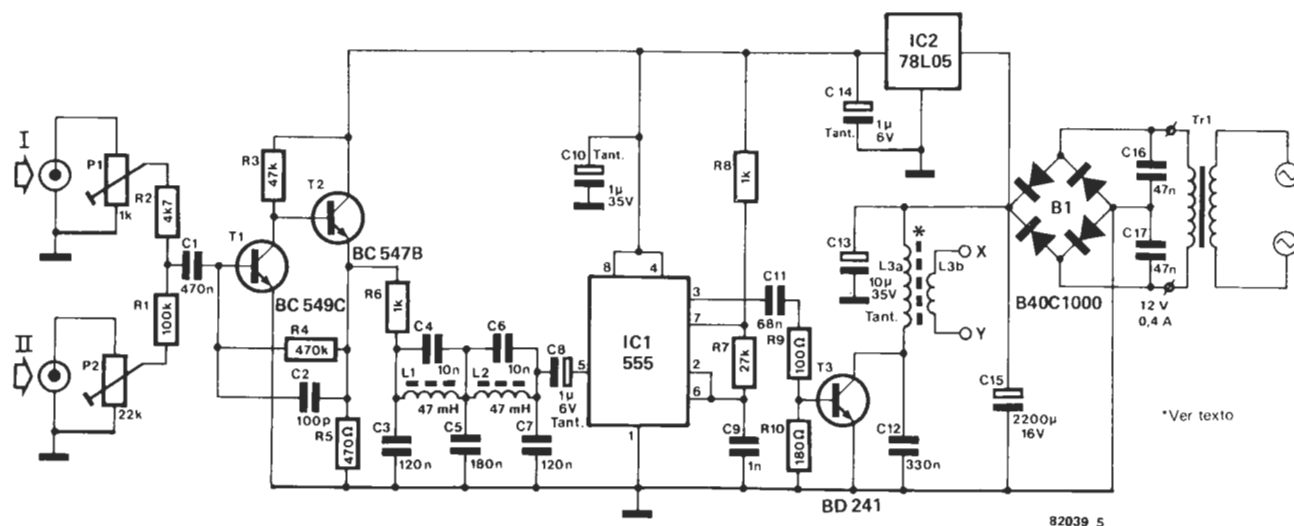 IC2
78L05
C14
1µ
6V
Tant.
Tr1
I
P1
1k
R2
4k7
R3
47k
T2
BC 547B
C10
Tant.
1µ
35V
R8
1k
C16
47n
B1
C17
47n
B40C1000
12 V
0,4 A
C1
470n
T1
BC 549C
R1
100k
R6
1k
C13
10µ
35V
Tant.
*
L3a
L3b
X
Y
II
P2
22k
R4
470k
C2
100p
R5
470Ω
C4
10n
C6
10n
L1
47 mH
L2
47 mH
C8
1µ
6V
Tant.
C3
120n
C5
180n
C7
120n
8
4
5
IC1
555
3
7
2
6
1
C11
68n
R7
27k
R9
100Ω
T3
R10
180Ω
C9
1n
C12
330n
C15
2200µ
16V
*Ver texto
BD 241
82039 5